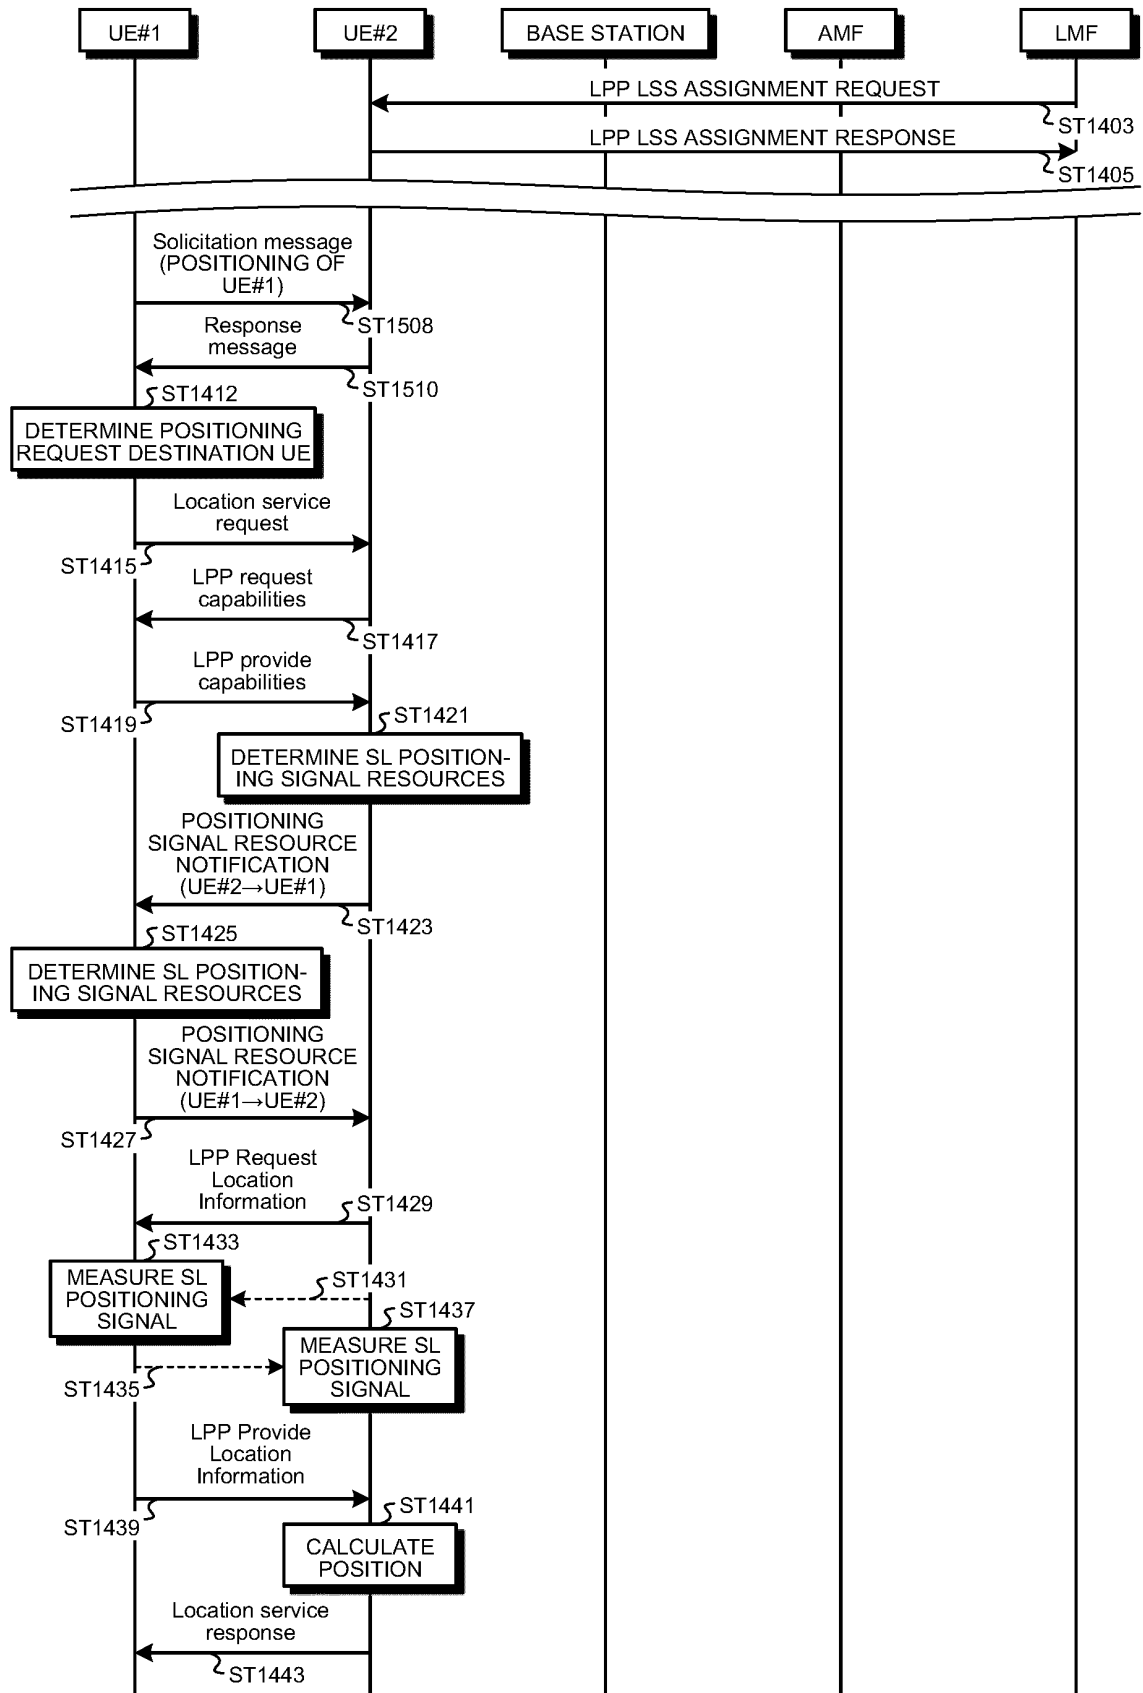 UE#1
UE#2
BASE STATION
AMF
LMF
LPP LSS ASSIGNMENT REQUEST
ST1403
LPP LSS ASSIGNMENT RESPONSE
ST1405
Solicitation message
(POSITIONING OF
UE#1)
ST1508
Response
message
ST1510
ST1412
DETERMINE POSITIONING
REQUEST DESTINATION UE
Location service
request
ST1415
LPP request
capabilities
ST1417
LPP provide
capabilities
ST1419
ST1421
DETERMINE SL POSITION-
ING SIGNAL RESOURCES
POSITIONING
SIGNAL RESOURCE
NOTIFICATION
(UE#2→UE#1)
ST1423
ST1425
DETERMINE SL POSITION-
ING SIGNAL RESOURCES
POSITIONING
SIGNAL RESOURCE
NOTIFICATION
(UE#1→UE#2)
ST1427
LPP Request
Location
Information
ST1429
ST1433
MEASURE SL
POSITIONING
SIGNAL
ST1431
ST1437
MEASURE SL
POSITIONING
SIGNAL
ST1435
LPP Provide
Location
Information
ST1439
ST1441
CALCULATE
POSITION
Location service
response
ST1443